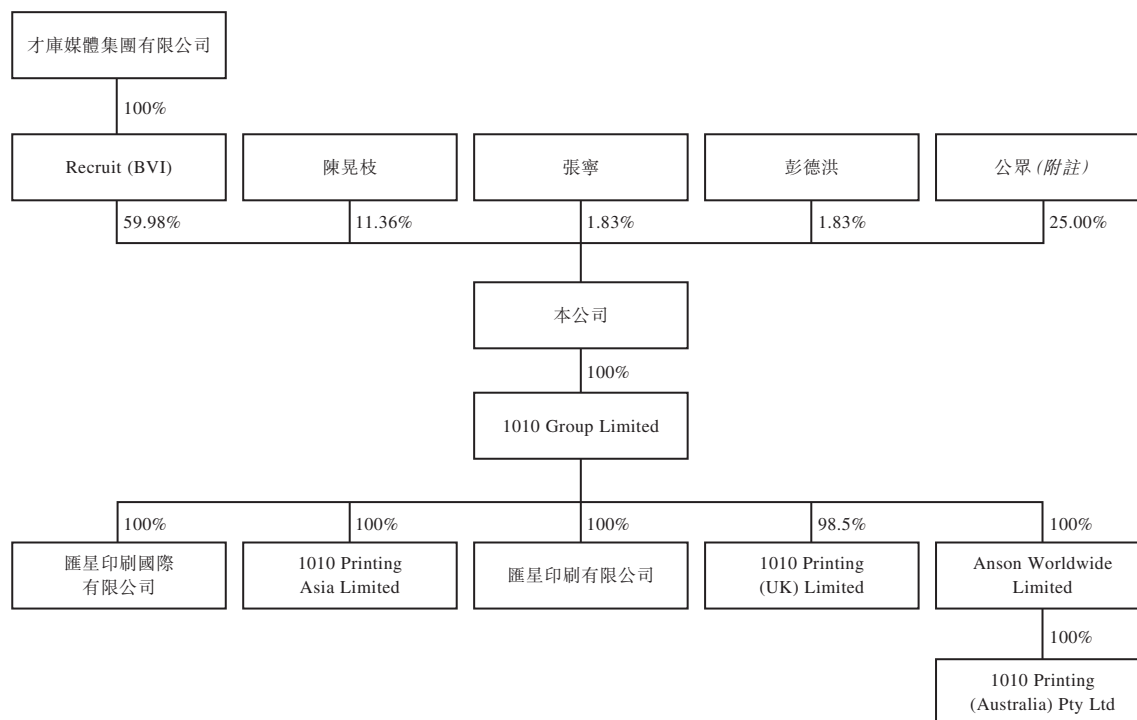 才庫媒體集團有限公司
100%
Recruit (BVI)
陳晃枝
張寧
彭德洪
公眾 (附註)
59.98%
11.36%
1.83%
1.83%
25.00%
本公司
100%
1010 Group Limited
100%
100%
100%
98.5%
100%
匯星印刷國際
有限公司
1010 Printing
Asia Limited
匯星印刷有限公司
1010 Printing
(UK) Limited
Anson Worldwide
Limited
100%
1010 Printing
(Australia) Pty Ltd